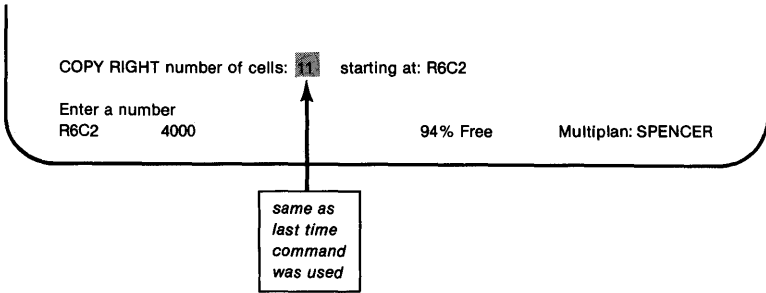 COPY RIGHT number of cells: 11 starting at: R6C2
Enter a number
R6C2 4000 94% Free Multiplan: SPENCER
same as
last time
command
was used